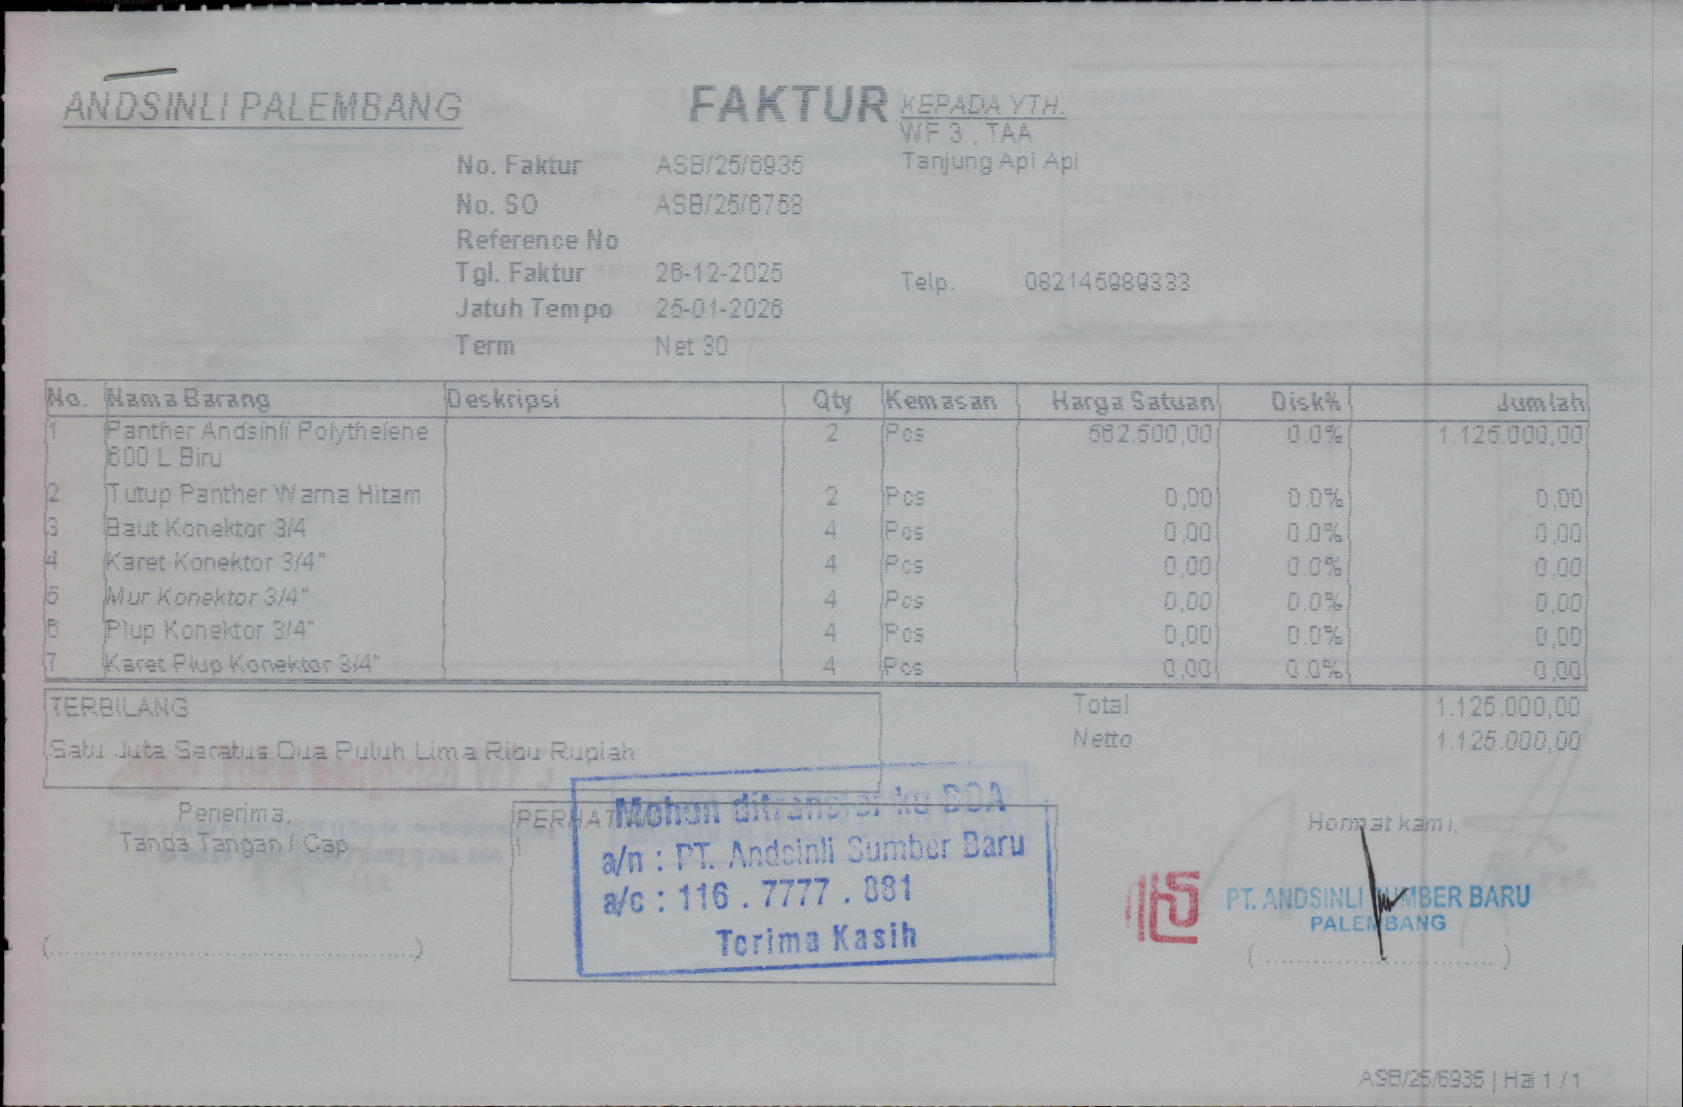 ANDSINLI PALEMBANG
FAKTUR
KEPADA YTH.
WF 3 , TAA
Tanjung Api Api
No. Faktur ASB/25/6935
No. SO ASB/25/6758
Reference No
Tgl. Faktur 26-12-2025
Telp. 082145989333
Jatuh Tempo 25-01-2026
Term Net 30
No. Nama Barang Deskripsi Qty Kemasan Harga Satuan Disk% Jumlah
1 Panther Andsinli Polythelene 2 Pcs 562.500,00 0.0% 1.125.000,00
600 L Biru
2 Tutup Panther Warna Hitam 2 Pcs 0,00 0.0% 0,00
3 Baut Konektor 3/4 4 Pcs 0,00 0.0% 0,00
4 Karet Konektor 3/4" 4 Pcs 0,00 0.0% 0,00
5 Mur Konektor 3/4" 4 Pcs 0,00 0.0% 0,00
6 Plup Konektor 3/4" 4 Pcs 0,00 0.0% 0,00
7 Karet Plup Konektor 3/4" 4 Pcs 0,00 0.0% 0,00
TERBILANG
Satu Juta Seratus Dua Puluh Lima Ribu Rupiah
Total 1.125.000,00
Netto 1.125.000,00
Penerima,
Tanda Tangan / Cap
(..............................................)
Mohon ditransfer ke BCA
a/n : PT. Andsinli Sumber Baru
a/c : 116 . 7777 . 881
Terima Kasih
Hormat kami,
PT. ANDSINLI SUMBER BARU
PALEMBANG
( ............................. )
ASB/25/6935 | Hal 1 / 1